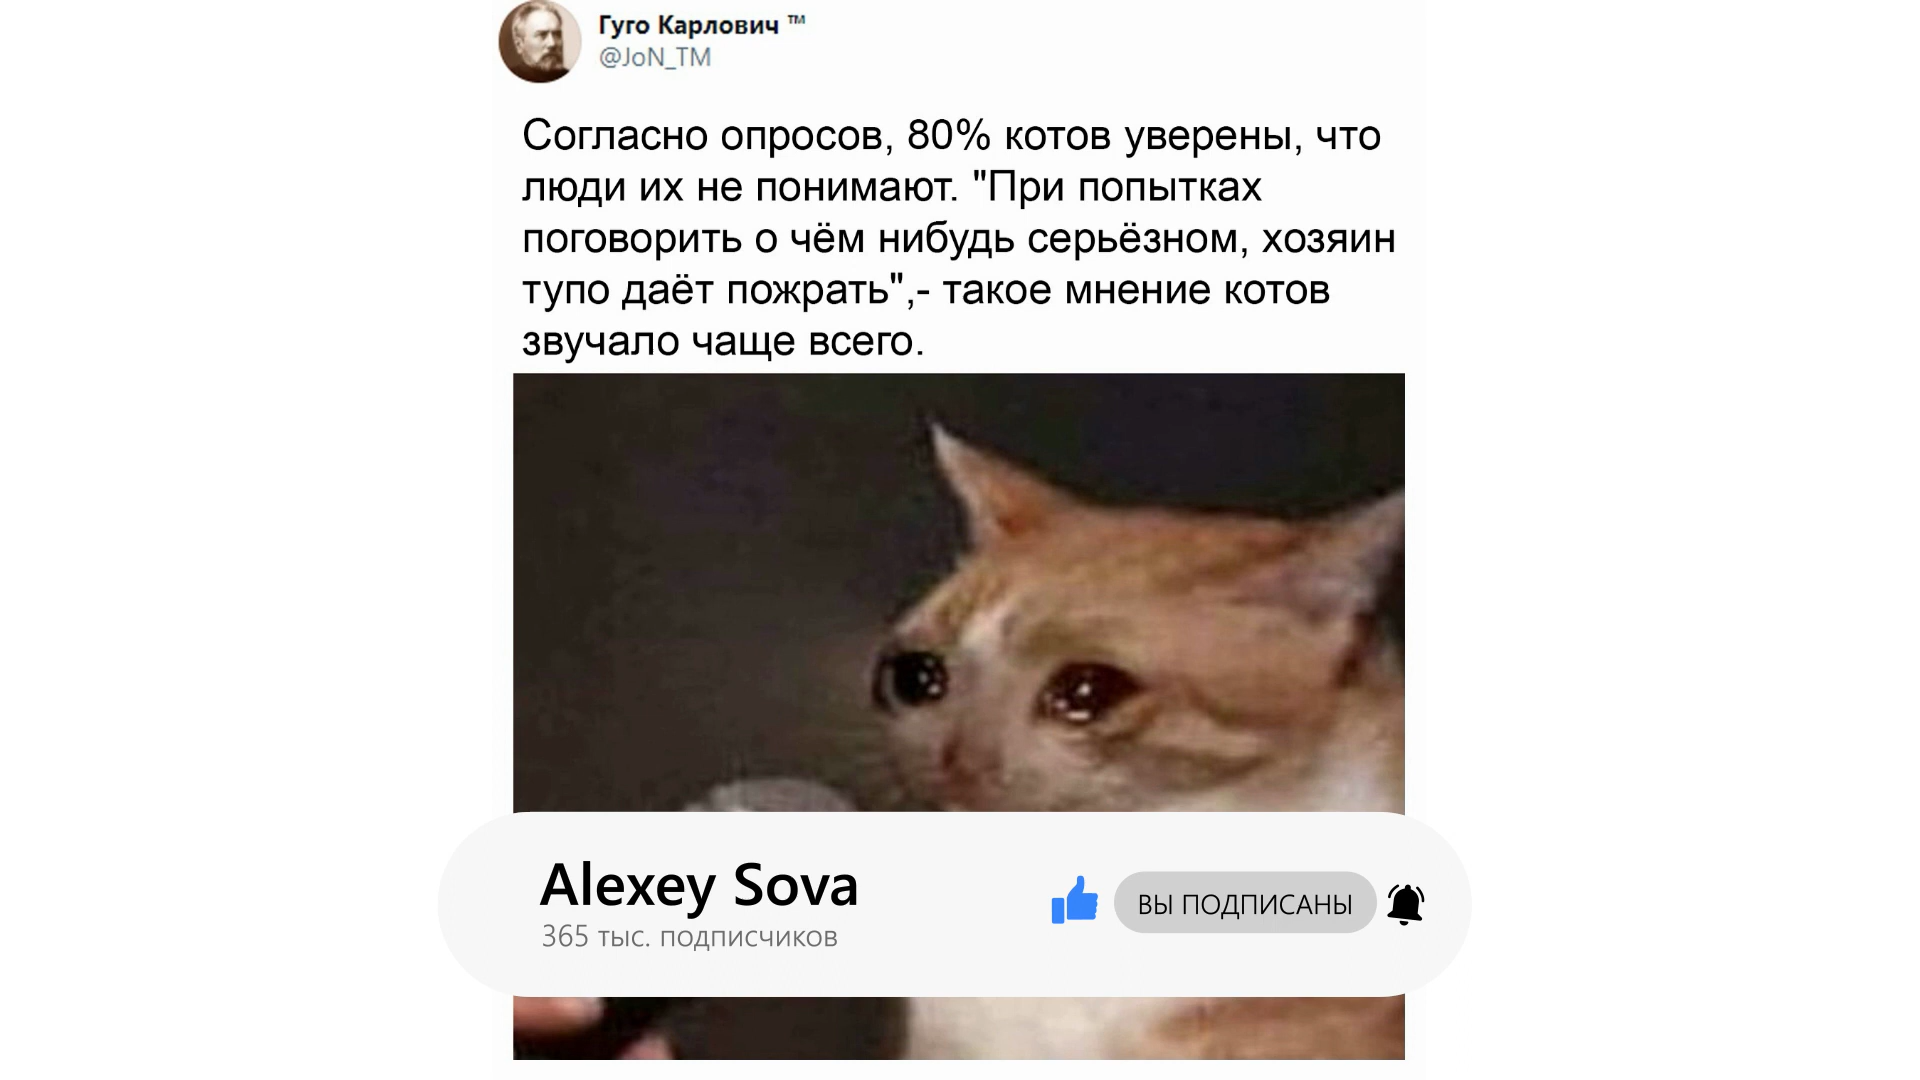 Гуго Карлович ™
@JoN_TM
Согласно опросов, 80% котов уверены, что
люди их не понимают. "При попытках
поговорить о чём нибудь серьёзном, хозяин
тупо даёт пожрать",- такое мнение котов
звучало чаще всего.
Alexey Sova
365 тыс. подписчиков
ВЫ ПОДПИСАНЫ